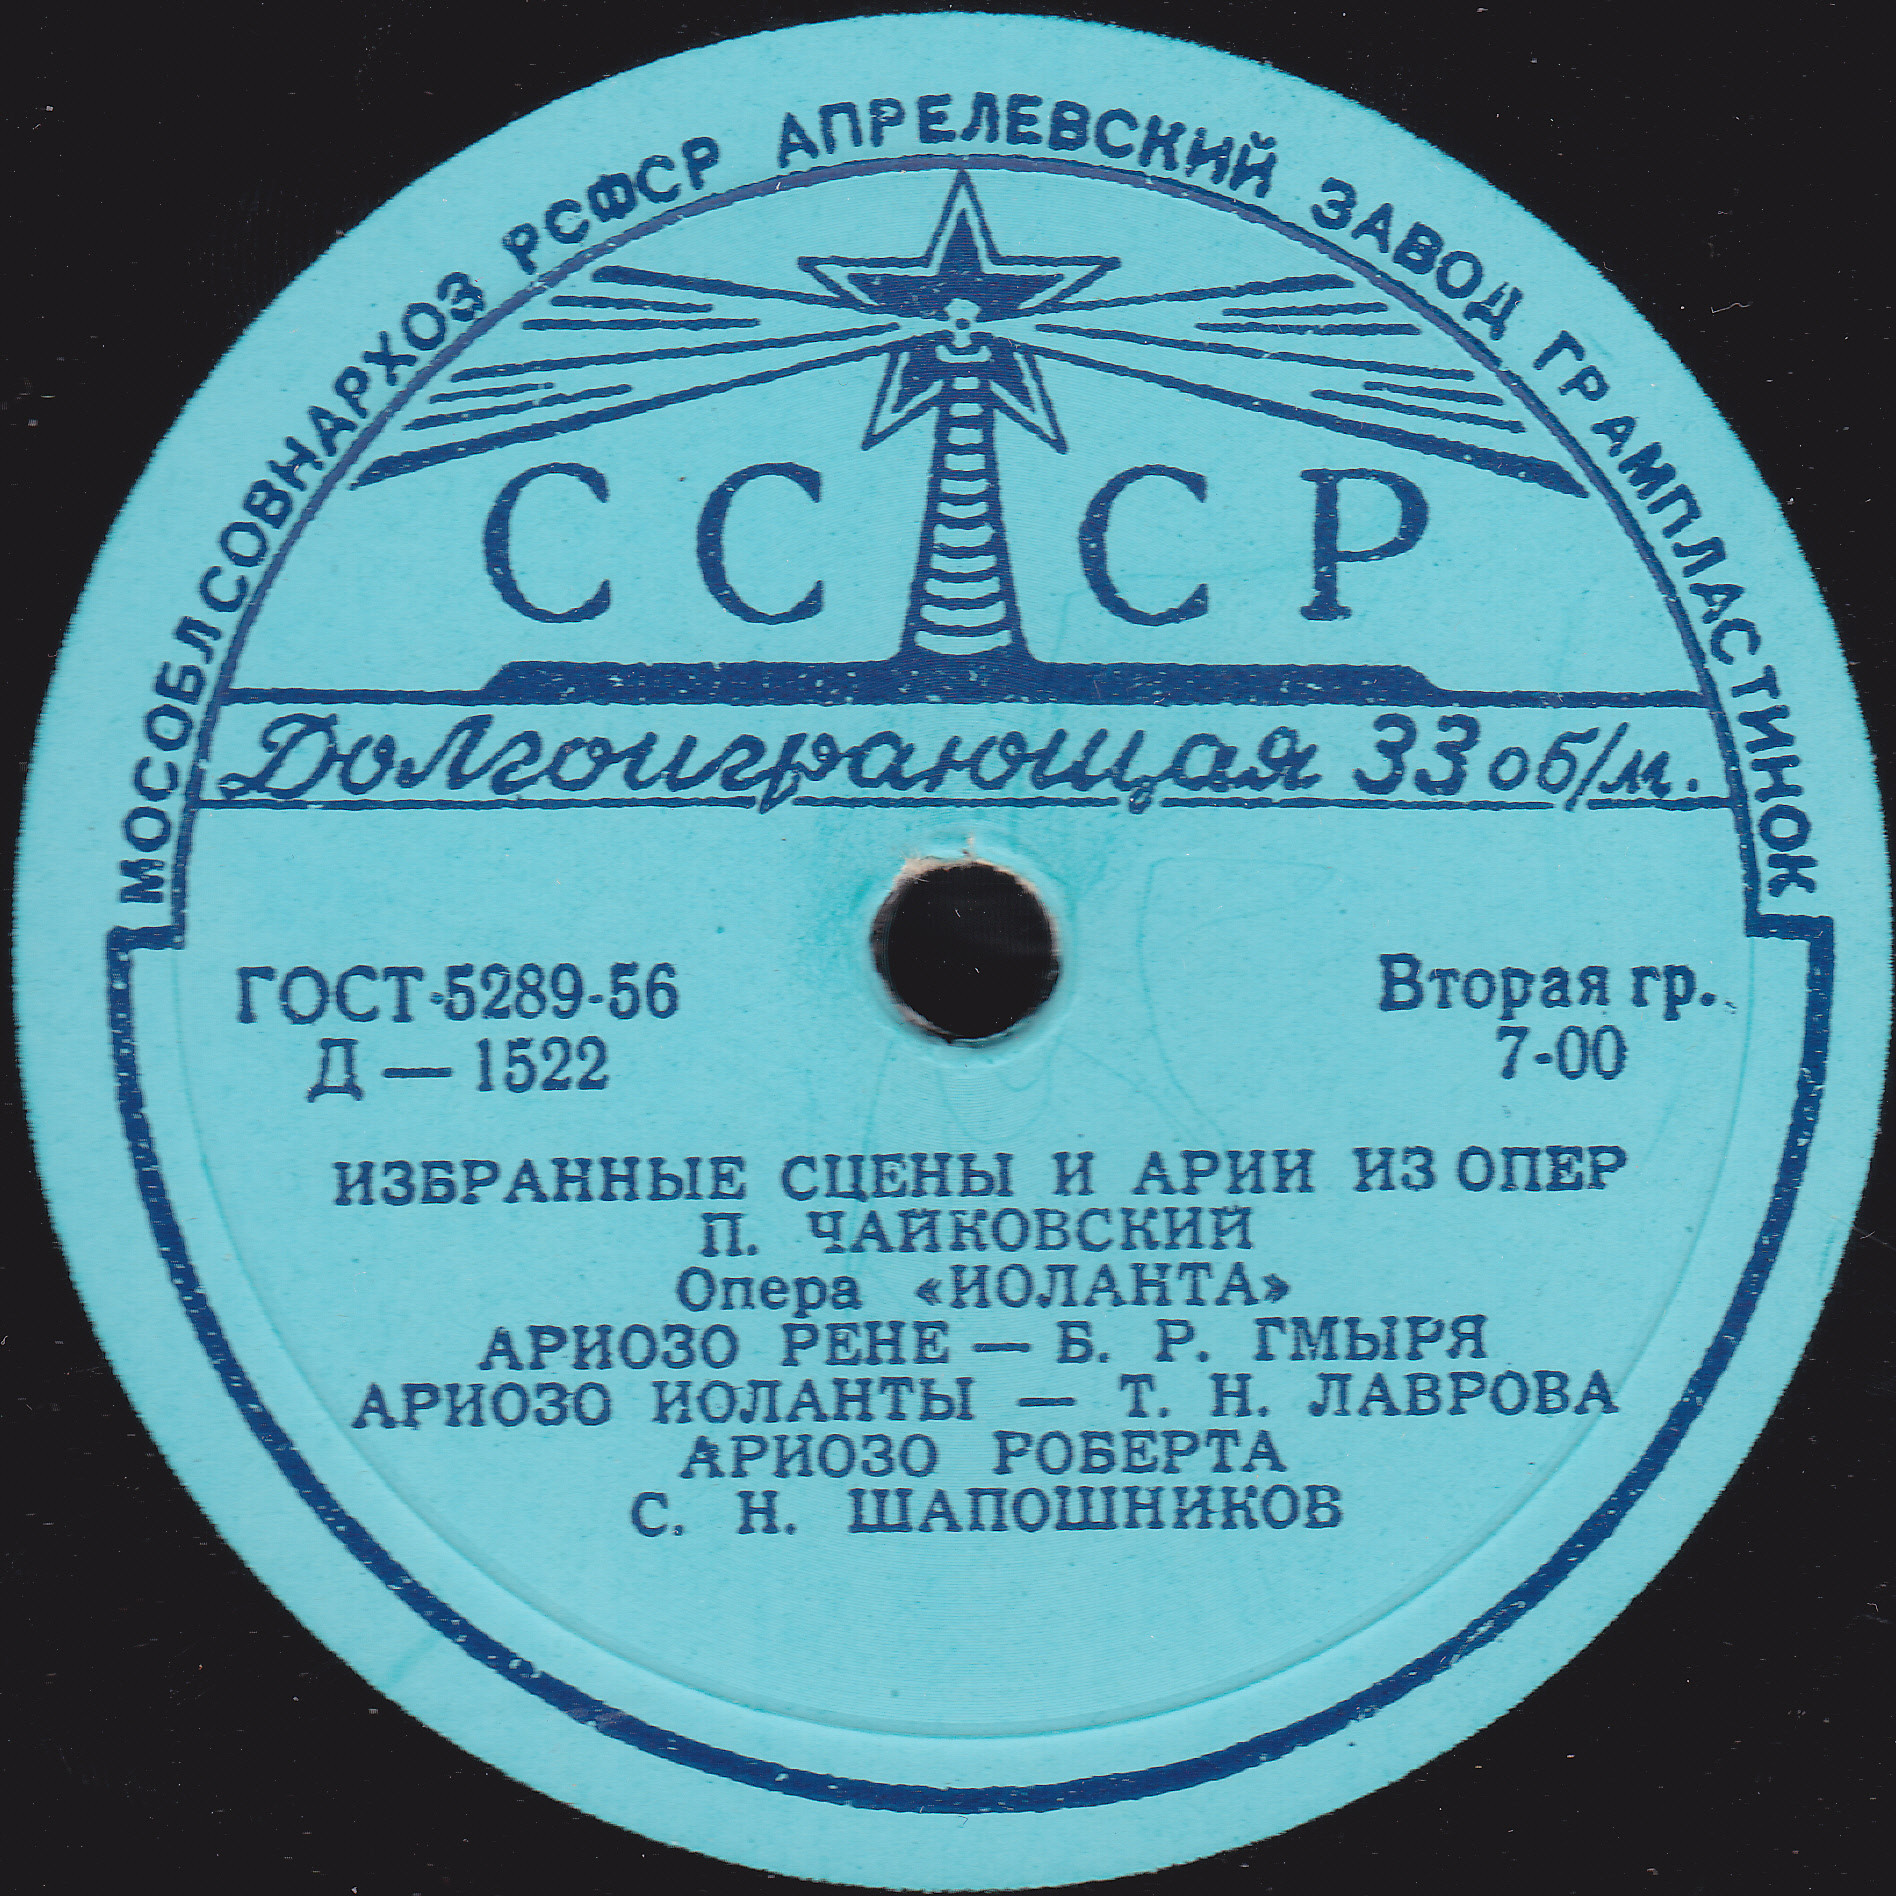 МОСОБЛСОВНАРХОЗ РСФСР АПРЕЛЕВСКИЙ ЗАВОД ГРАМПЛАСТИНОК
СССР
Долгоиграющая 33 об/м.
ГОСТ-5289-56
Д — 1522
Вторая гр.
7-00
ИЗБРАННЫЕ СЦЕНЫ И АРИИ ИЗ ОПЕР
П. ЧАЙКОВСКИЙ
Опера «ИОЛАНТА»
АРИОЗО РЕНЕ — Б. Р. ГМЫРЯ
АРИОЗО ИОЛАНТЫ — Т. Н. ЛАВРОВА
АРИОЗО РОБЕРТА
С. Н. ШАПОШНИКОВ